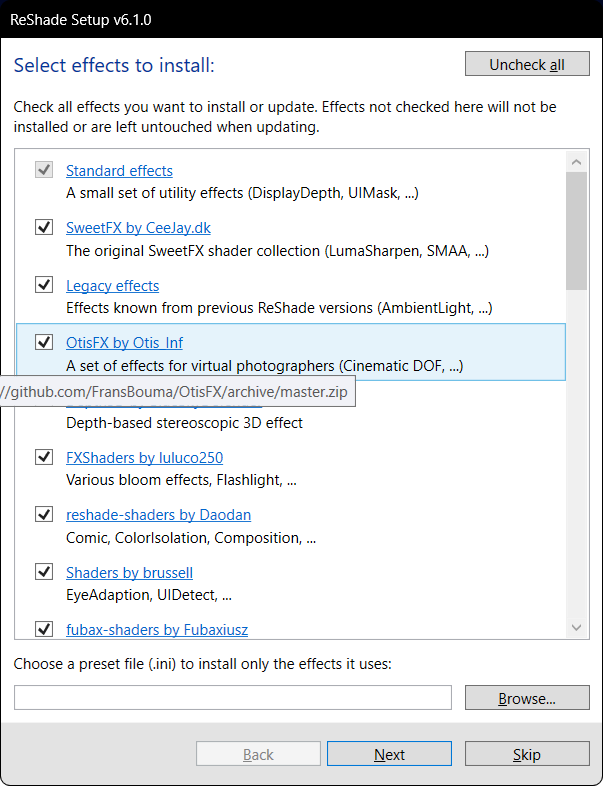 ReShade Setup v6.1.0
Select effects to install:
Uncheck all
Check all effects you want to install or update. Effects not checked here will not be
installed or are left untouched when updating.
Standard effects
A small set of utility effects (DisplayDepth, UIMask, ...)
SweetFX by CeeJay.dk
The original SweetFX shader collection (LumaSharpen, SMAA, ...)
Legacy effects
Effects known from previous ReShade versions (AmbientLight, ...)
OtisFX by Otis_Inf
A set of effects for virtual photographers (Cinematic DOF, ...)
//github.com/FransBouma/OtisFX/archive/master.zip
Depth-based stereoscopic 3D effect
FXShaders by luluco250
Various bloom effects, Flashlight, ...
reshade-shaders by Daodan
Comic, ColorIsolation, Composition, ...
Shaders by brussell
EyeAdaption, UIDetect, ...
fubax-shaders by Fubaxiusz
Choose a preset file (.ini) to install only the effects it uses:
Browse...
Back
Next
Skip